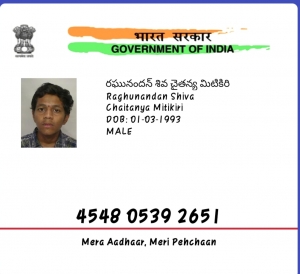 भारत सरकार
GOVERNMENT OF INDIA
రఘునందన్ శివ చైతన్య మిటికిరి
Raghunandan Shiva
Chaitanya Mitikiri
DOB: 01-03-1993
MALE
4548 0539 2651
Mera Aadhaar, Meri Pehchaan